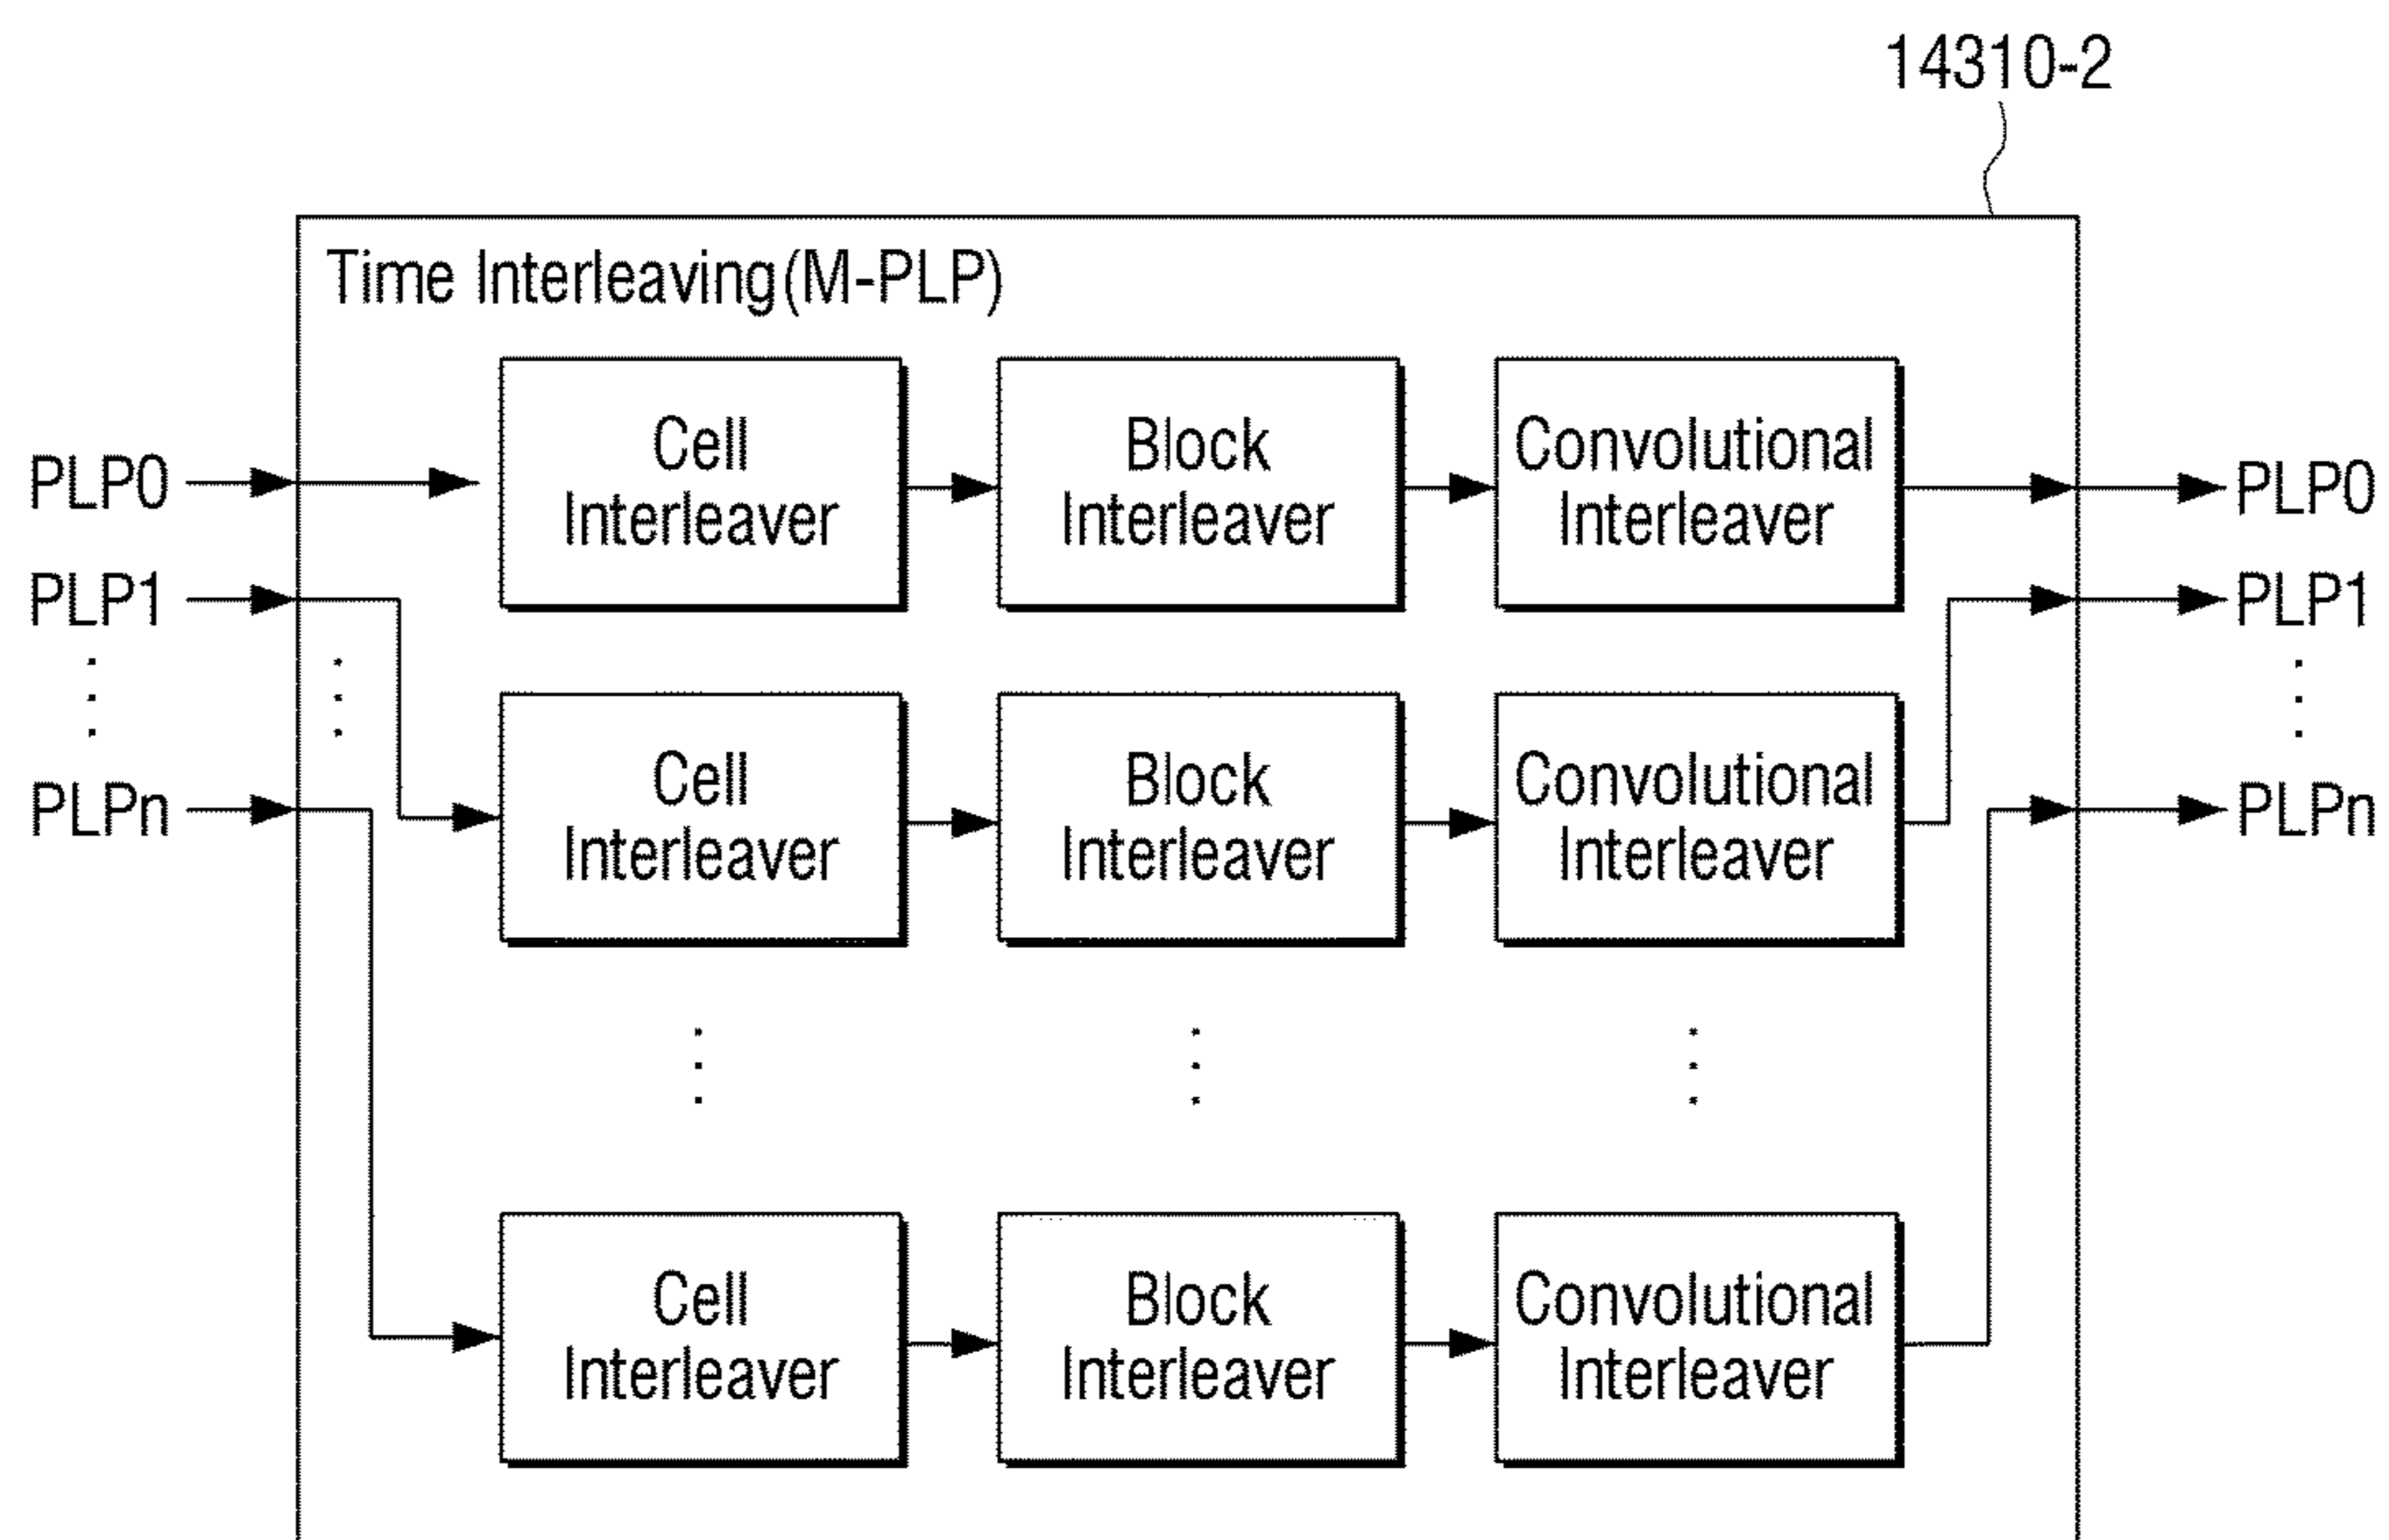 14310-2
Time Interleaving(M-PLP)
PLP0
Cell
Interleaver
Block
Interleaver
Convolutional
Interleaver
PLP0
PLP1
PLP1
Cell
Interleaver
Block
Interleaver
Convolutional
Interleaver
PLPn
PLPn
Cell
Interleaver
Block
Interleaver
Convolutional
Interleaver